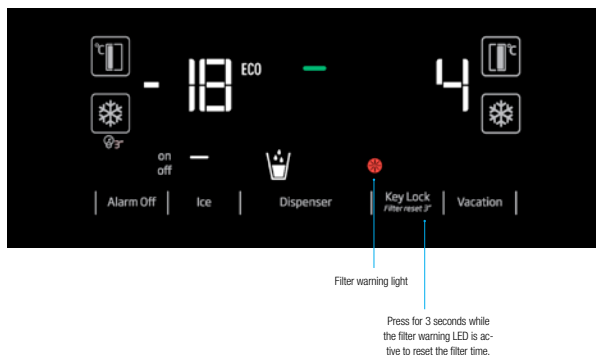 °C
°C
- 18 ECO
4
3"
on
off
Alarm Off
Ice
Dispenser
Key Lock
Filter reset 3"
Vacation
Filter warning light
Press for 3 seconds while
the filter warning LED is ac-
tive to reset the filter time.